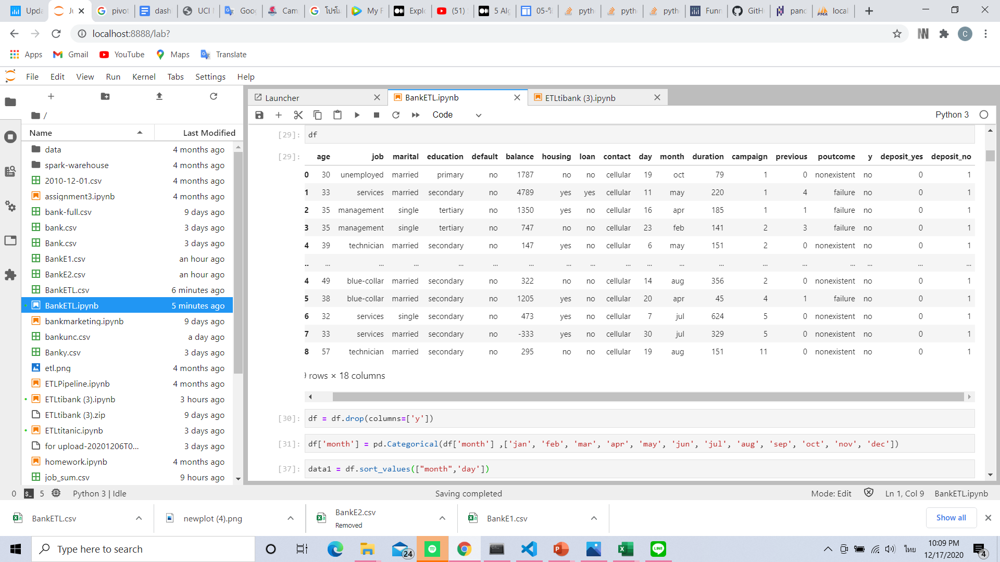 Upda
Ju
pivot
dash
UCI
Goog
Cam
โปรโม
My F
Explo
(51)
5 Alg
05-วิ
pytho
pytho
pytho
Funn
GitH
pand
local
localhost:8888/lab?
C
Apps
Gmail
YouTube
Maps
Translate
File Edit View Run Kernel Tabs Settings Help
Launcher
BankETL.ipynb
ETLtibank (3).ipynb
/
Code
Python 3
Name Last Modified
data 4 months ago
spark-warehouse 4 months ago
2010-12-01.csv 4 months ago
assignment3.ipynb 4 months ago
bank-full.csv 9 days ago
bank.csv 3 days ago
Bank.csv 3 days ago
BankE1.csv an hour ago
BankE2.csv an hour ago
BankETL.csv 6 minutes ago
BankETL.ipynb 5 minutes ago
bankmarketing.ipynb 9 days ago
bankunc.csv a day ago
Banky.csv 3 days ago
etl.png 4 months ago
ETLPipeline.ipynb 4 months ago
ETLtibank (3).ipynb 3 hours ago
ETLtibank (3).zip 9 days ago
ETLtitanic.ipynb 3 days ago
for upload-20201206T0... 3 days ago
homework.ipynb 4 months ago
job_sum.csv 9 hours ago
[29]: df
[29]: age job marital education default balance housing loan contact day month duration campaign previous poutcome y deposit_yes deposit_no
0 30 unemployed married primary no 1787 no no cellular 19 oct 79 1 0 nonexistent no 0 1
1 33 services married secondary no 4789 yes yes cellular 11 may 220 1 4 failure no 0 1
2 35 management single tertiary no 1350 yes no cellular 16 apr 185 1 1 failure no 0 1
3 35 management single tertiary no 747 no no cellular 23 feb 141 2 3 failure no 0 1
4 39 technician married secondary no 147 yes no cellular 6 may 151 2 0 nonexistent no 0 1
.. ... ... ... ... ... ... ... ... ... ... ... ... ... ... ... ... ... ...
4 49 blue-collar married secondary no 322 no no cellular 14 aug 356 2 0 nonexistent no 0 1
5 38 blue-collar married secondary no 1205 yes no cellular 20 apr 45 4 1 failure no 0 1
6 32 services single secondary no 473 yes no cellular 7 jul 624 5 0 nonexistent no 0 1
7 33 services married secondary no -333 yes no cellular 30 jul 329 5 0 nonexistent no 0 1
8 57 technician married secondary no 295 no no cellular 19 aug 151 11 0 nonexistent no 0 1
rows × 18 columns
[30]: df = df.drop(columns=['y'])
[31]: df['month'] = pd.Categorical(df['month'] ,['jan', 'feb', 'mar', 'apr', 'may', 'jun', 'jul', 'aug', 'sep', 'oct', 'nov', 'dec'])
[37]: data1 = df.sort_values(["month",'day'])
0 5 Python 3 | Idle Saving completed Mode: Edit Ln 1, Col 9 BankETL.ipynb
BankETL.csv
newplot (4).png
BankE2.csv
Removed
BankE1.csv
Show all
Type here to search
24
ไทย
10:09 PM
12/17/2020
4